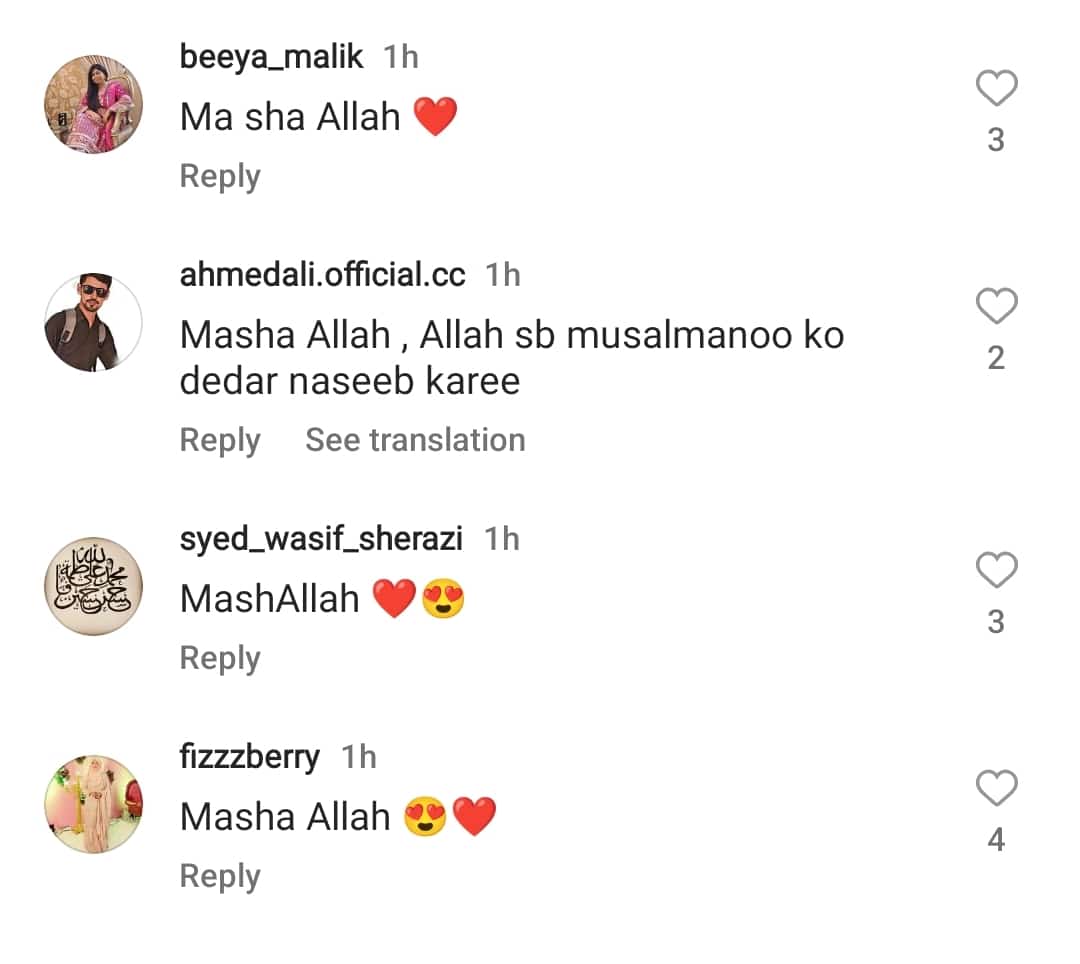 beeya_malik 1h
Ma sha Allah ❤️
3
Reply
ahmedali.official.cc 1h
Masha Allah , Allah sb musalmanoo ko
dedar naseeb karee
2
Reply See translation
syed_wasif_sherazi 1h
MashAllah ❤️😍
3
Reply
fizzzberry 1h
Masha Allah 😍❤️
4
Reply